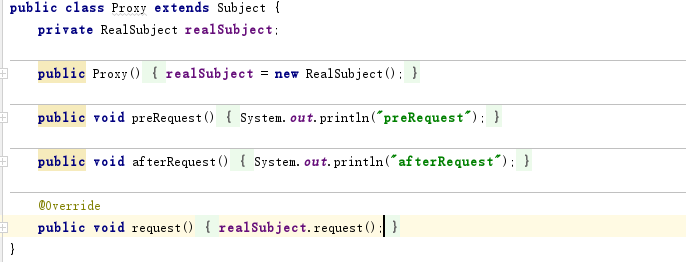 public class Proxy extends Subject {
private RealSubject realSubject;
public Proxy() { realSubject = new RealSubject(); }
public void preRequest() { System.out.println("preRequest"); }
public void afterRequest() { System.out.println("afterRequest"); }
@Override
public void request() { realSubject.request(); }
}